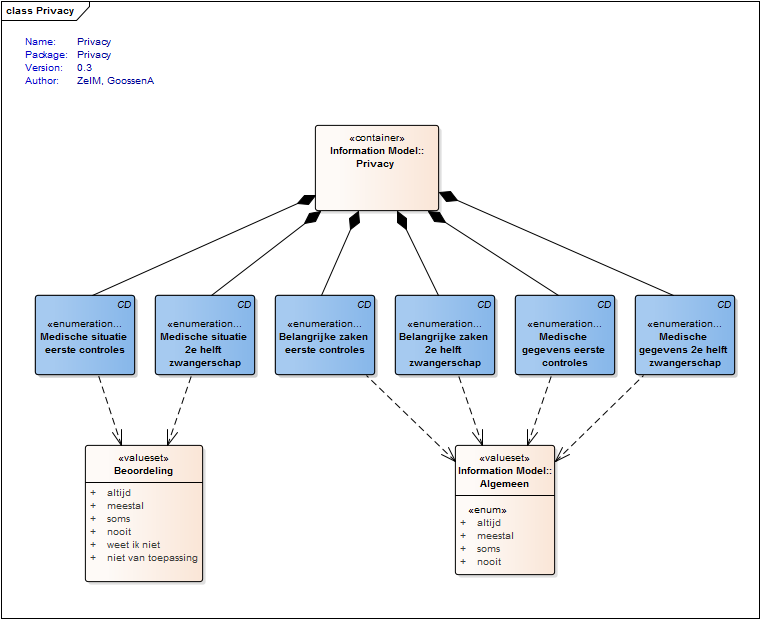 class Privacy
Name: Privacy
Package: Privacy
Version: 0.3
Author: ZeIM, GoossenA
«container»
Information Model::
Privacy
CD
«enumeration...
Medische situatie
eerste controles
CD
«enumeration...
Medische situatie
2e helft
zwangerschap
CD
«enumeration...
Belangrijke zaken
eerste controles
CD
«enumeration...
Belangrijke zaken
2e helft
zwangerschap
CD
«enumeration...
Medische
gegevens eerste
controles
CD
«enumeration...
Medische
gegevens 2e helft
zwangerschap
«valueset»
Beoordeling
+ altijd
+ meestal
+ soms
+ nooit
+ weet ik niet
+ niet van toepassing
«valueset»
Information Model::
Algemeen
«enum»
+ altijd
+ meestal
+ soms
+ nooit